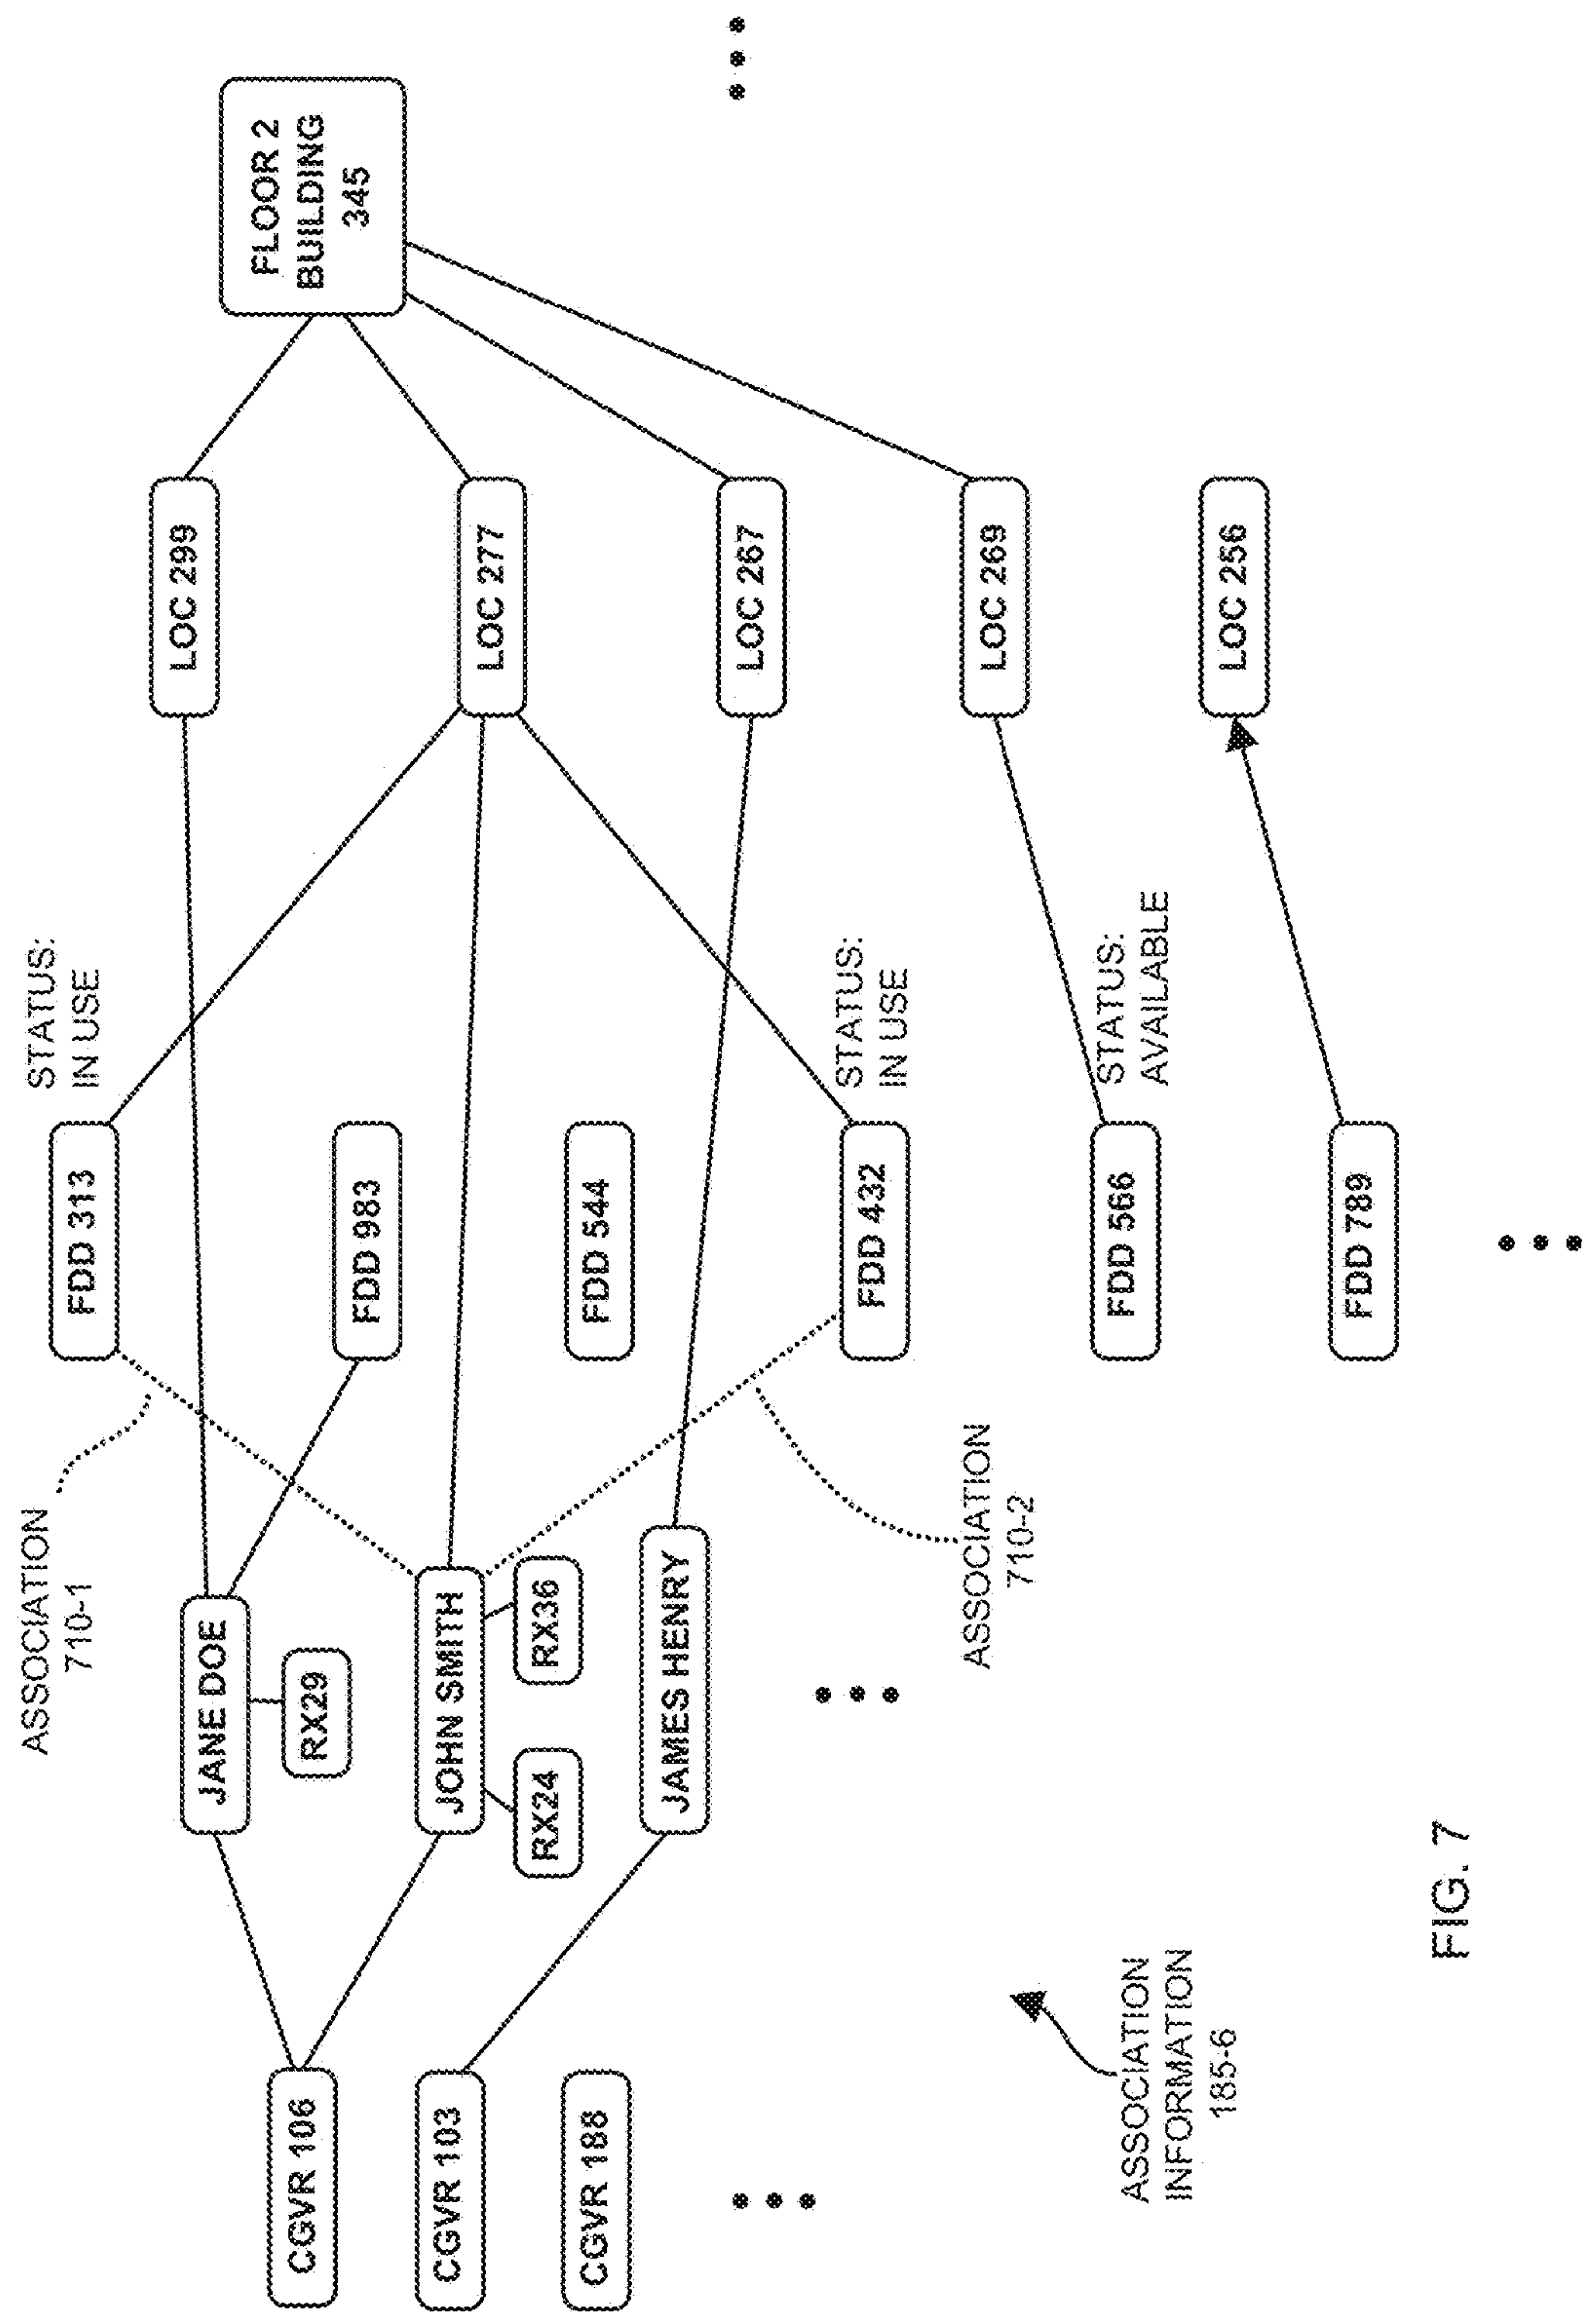 ASSOCIATION
710-1
STATUS:
IN USE
FDD 313
CGVR 106
JANE DOE
RX29
FDD 983
LOC 299
FLOOR 2
BUILDING
345
CGVR 103
JOHN SMITH
RX24
RX36
FDD 544
LOC 277
CGVR 188
JAMES HENRY
FDD 432
STATUS:
IN USE
LOC 267
ASSOCIATION
710-2
FDD 566
STATUS:
AVAILABLE
LOC 269
ASSOCIATION
INFORMATION
185-6
FDD 789
LOC 256
FIG. 7